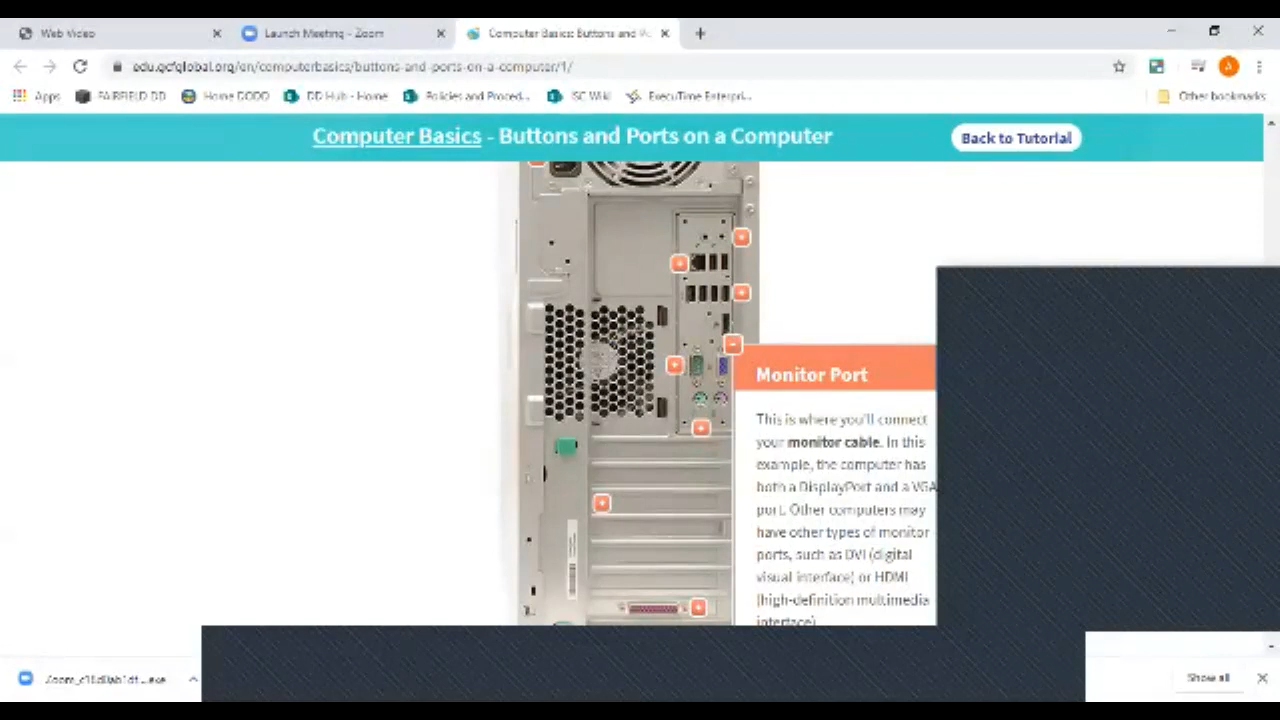 Web Video
Launch Meeting - Zoom
Computer Basics: Buttons and Po
edu.gcfglobal.org/en/computerbasics/buttons-and-ports-on-a-computer/1/
Apps
FAIRFIELD DD
Home DODD
DD Hub - Home
Policies and Proced...
ISC Wiki
ExecuTime Enterpri...
Other bookmarks
Computer Basics - Buttons and Ports on a Computer
Back to Tutorial
Monitor Port
This is where you'll connect
your monitor cable. In this
example, the computer has
both a DisplayPort and a VGA
port. Other computers may
have other types of monitor
ports, such as DVI (digital
visual interface) or HDMI
(high-definition multimedia
interface)
Show all